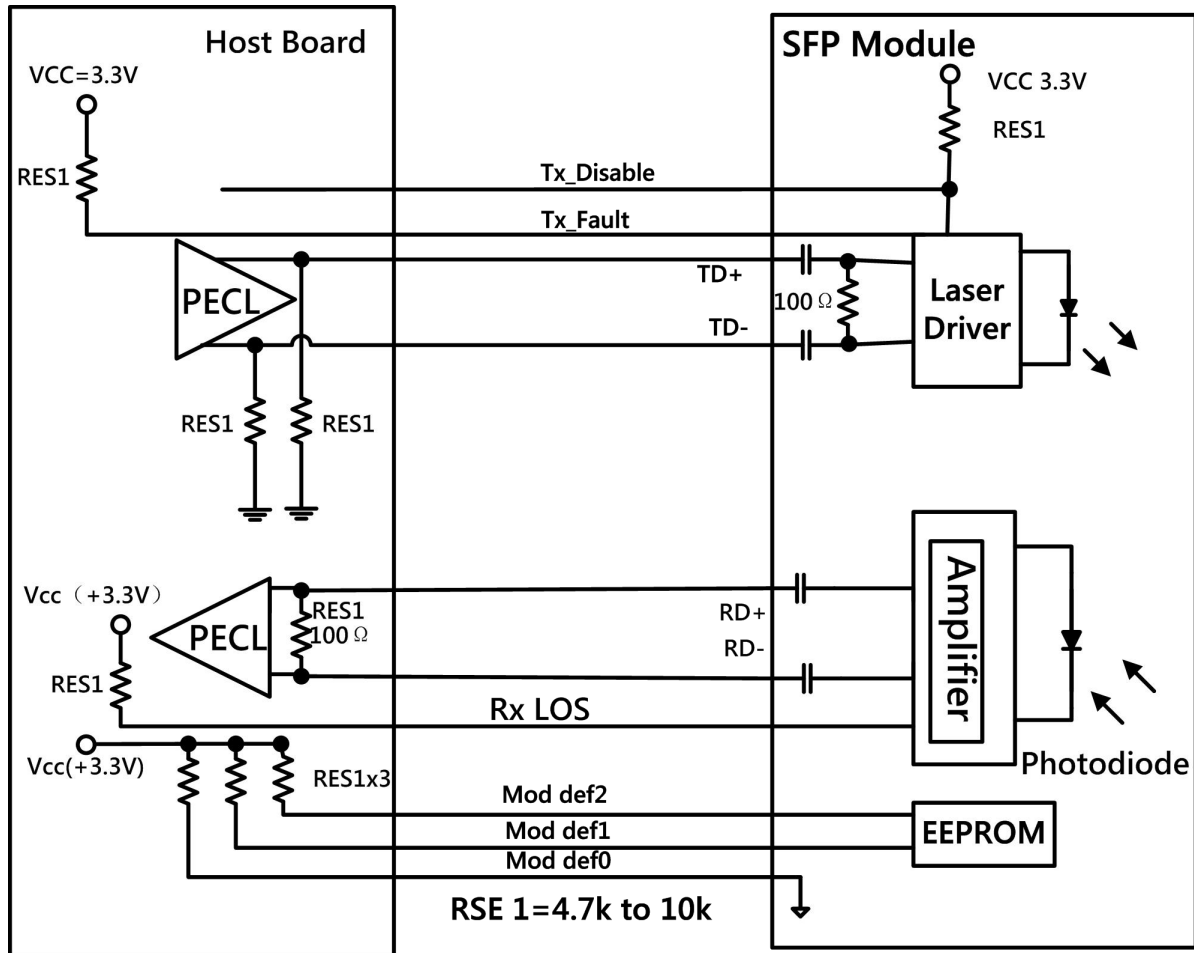 Host Board
SFP Module
VCC=3.3V
VCC 3.3V
RES1
RES1
Tx_Disable
Tx_Fault
PECL
TD+
100Ω
TD-
Laser
Driver
RES1
RES1
Vcc（+3.3V）
PECL
RES1
100Ω
RD+
RD-
Amplifier
RES1
Rx LOS
Vcc(+3.3V)
RES1x3
Photodiode
Mod def2
Mod def1
Mod def0
EEPROM
RSE 1=4.7k to 10k